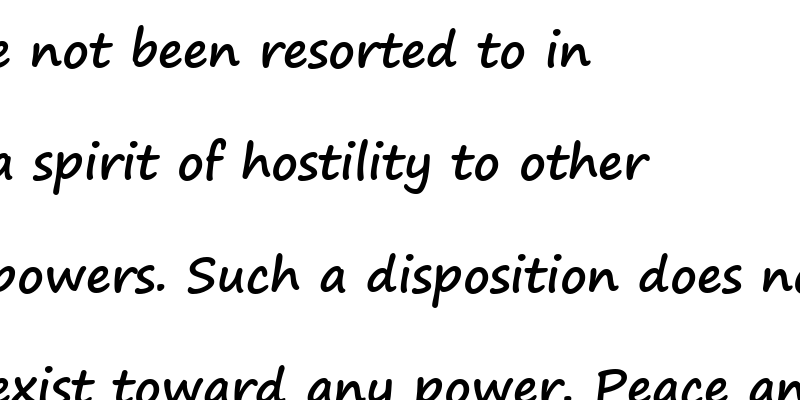 not been resorted to in
a spirit of hostility to other
powers. Such a disposition does
exist toward any power. Peace